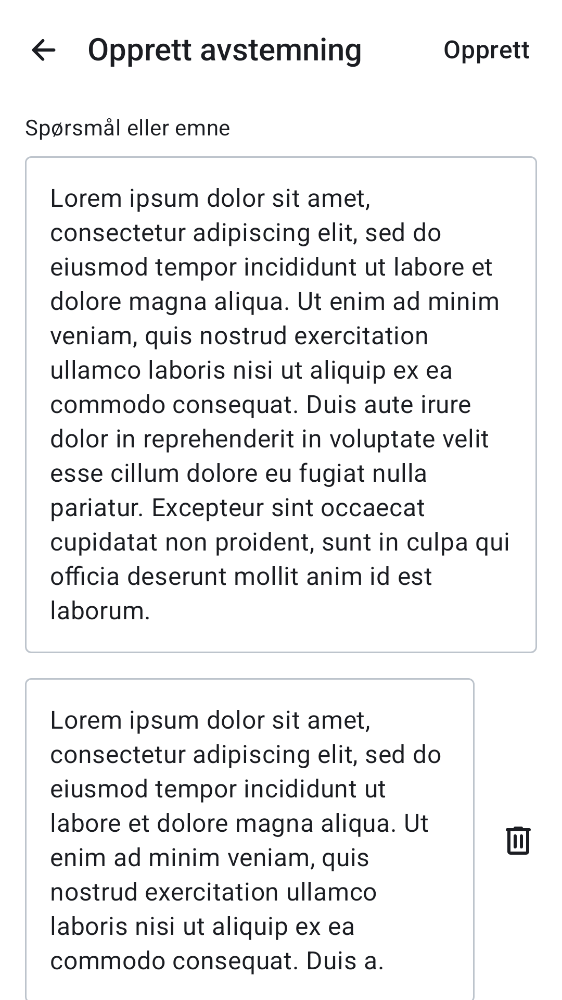 Opprett avstemning
Opprett
Spørsmål eller emne
Lorem ipsum dolor sit amet,
consectetur adipiscing elit, sed do
eiusmod tempor incididunt ut labore et
dolore magna aliqua. Ut enim ad minim
veniam, quis nostrud exercitation
ullamco laboris nisi ut aliquip ex ea
commodo consequat. Duis aute irure
dolor in reprehenderit in voluptate velit
esse cillum dolore eu fugiat nulla
pariatur. Excepteur sint occaecat
cupidatat non proident, sunt in culpa qui
officia deserunt mollit anim id est
laborum.
Lorem ipsum dolor sit amet,
consectetur adipiscing elit, sed do
eiusmod tempor incididunt ut
labore et dolore magna aliqua. Ut
enim ad minim veniam, quis
nostrud exercitation ullamco
laboris nisi ut aliquip ex ea
commodo consequat. Duis a.